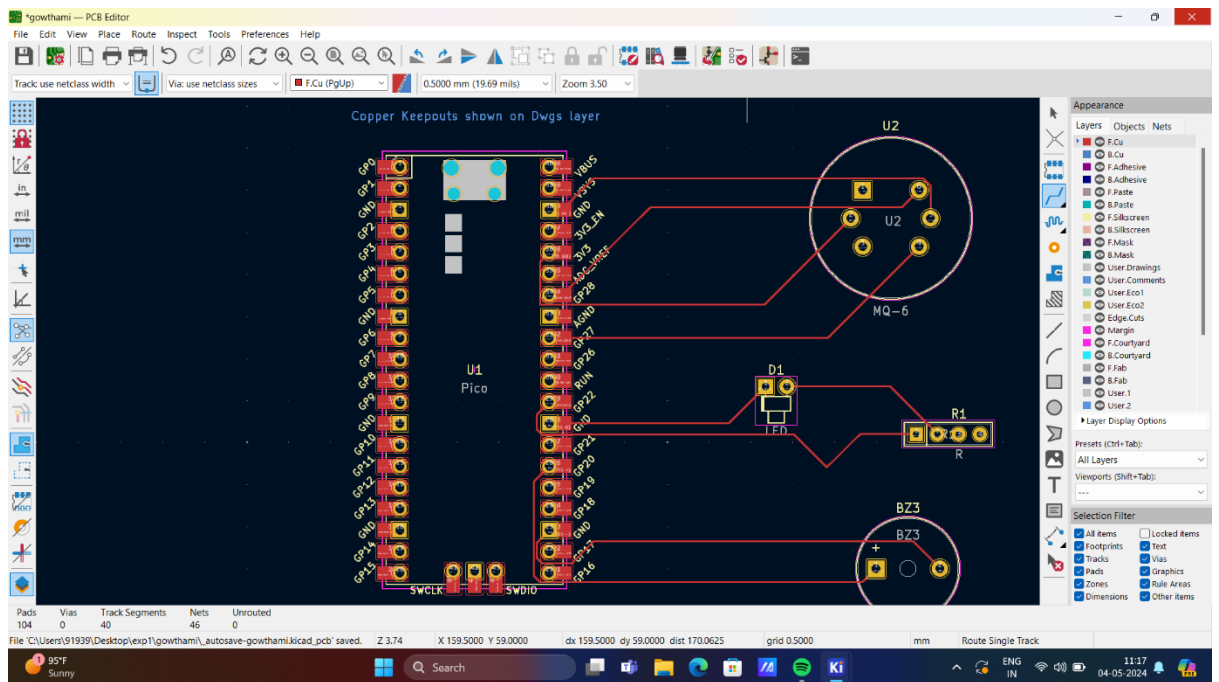 *gowthami — PCB Editor
File Edit View Place Route Inspect Tools Preferences Help
Track: use netclass width Via: use netclass sizes F.Cu (PgUp) 0.5000 mm (19.69 mils) Zoom 3.50
in
mil
mm
Copper Keepouts shown on Dwgs layer
GP0
GP1
GND
GP2
GP3
GP4
GP5
GND
GP6
GP7
GP8
GP9
GND
GP10
GP11
GP12
GP13
GND
GP14
GP15
VBUS
VSYS
GND
3V3_EN
3V3
ADC_VREF
GP28
AGND
GP27
GP26
RUN
GP22
GND
GP21
GP20
GP19
GP18
GND
GP17
GP16
U1
Pico
SWCLK SWDIO
U2
U2
MQ-6
D1
LED
R1
R
BZ3
BZ3
+
Appearance
Layers Objects Nets
F.Cu
B.Cu
F.Adhesive
B.Adhesive
F.Paste
B.Paste
F.Silkscreen
B.Silkscreen
F.Mask
B.Mask
User.Drawings
User.Comments
User.Eco1
User.Eco2
Edge.Cuts
Margin
F.Courtyard
B.Courtyard
F.Fab
B.Fab
User.1
User.2
Layer Display Options
Presets (Ctrl+Tab):
All Layers
Viewports (Shift+Tab):
---
Selection Filter
All items Locked items
Footprints Text
Tracks Vias
Pads Graphics
Zones Rule Areas
Dimensions Other items
Pads Vias Track Segments Nets Unrouted
104 0 40 46 0
File 'C:\Users\91939\Desktop\exp1\gowthami\_autosave-gowthami.kicad_pcb' saved. Z 3.74 X 159.5000 Y 59.0000 dx 159.5000 dy 59.0000 dist 170.0625 grid 0.5000 mm Route Single Track
1 95°F
Sunny
Search
Ki
ENG
IN
11:17
04-05-2024